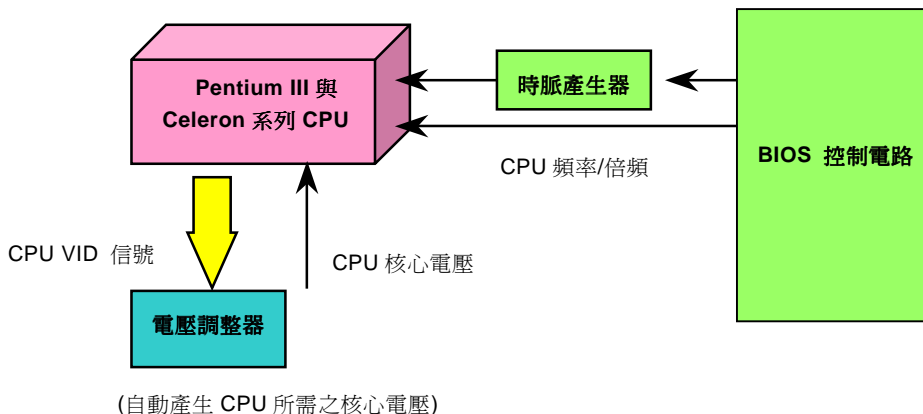 Pentium III 與
Celeron 系列 CPU
時脈產生器
BIOS 控制電路
CPU 頻率/倍頻
CPU VID 信號
CPU 核心電壓
電壓調整器
(自動產生 CPU 所需之核心電壓)